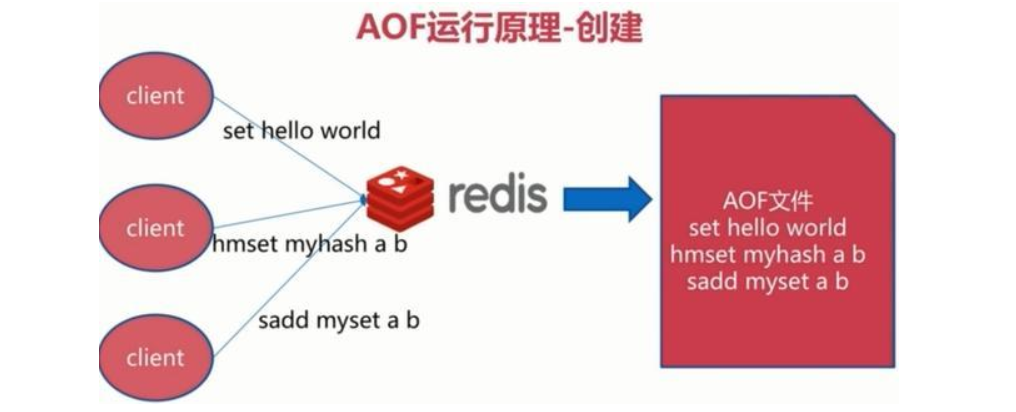 AOF运行原理-创建
client
set hello world
client
hmset myhash a b
client
sadd myset a b
redis
AOF文件
set hello world
hmset myhash a b
sadd myset a b